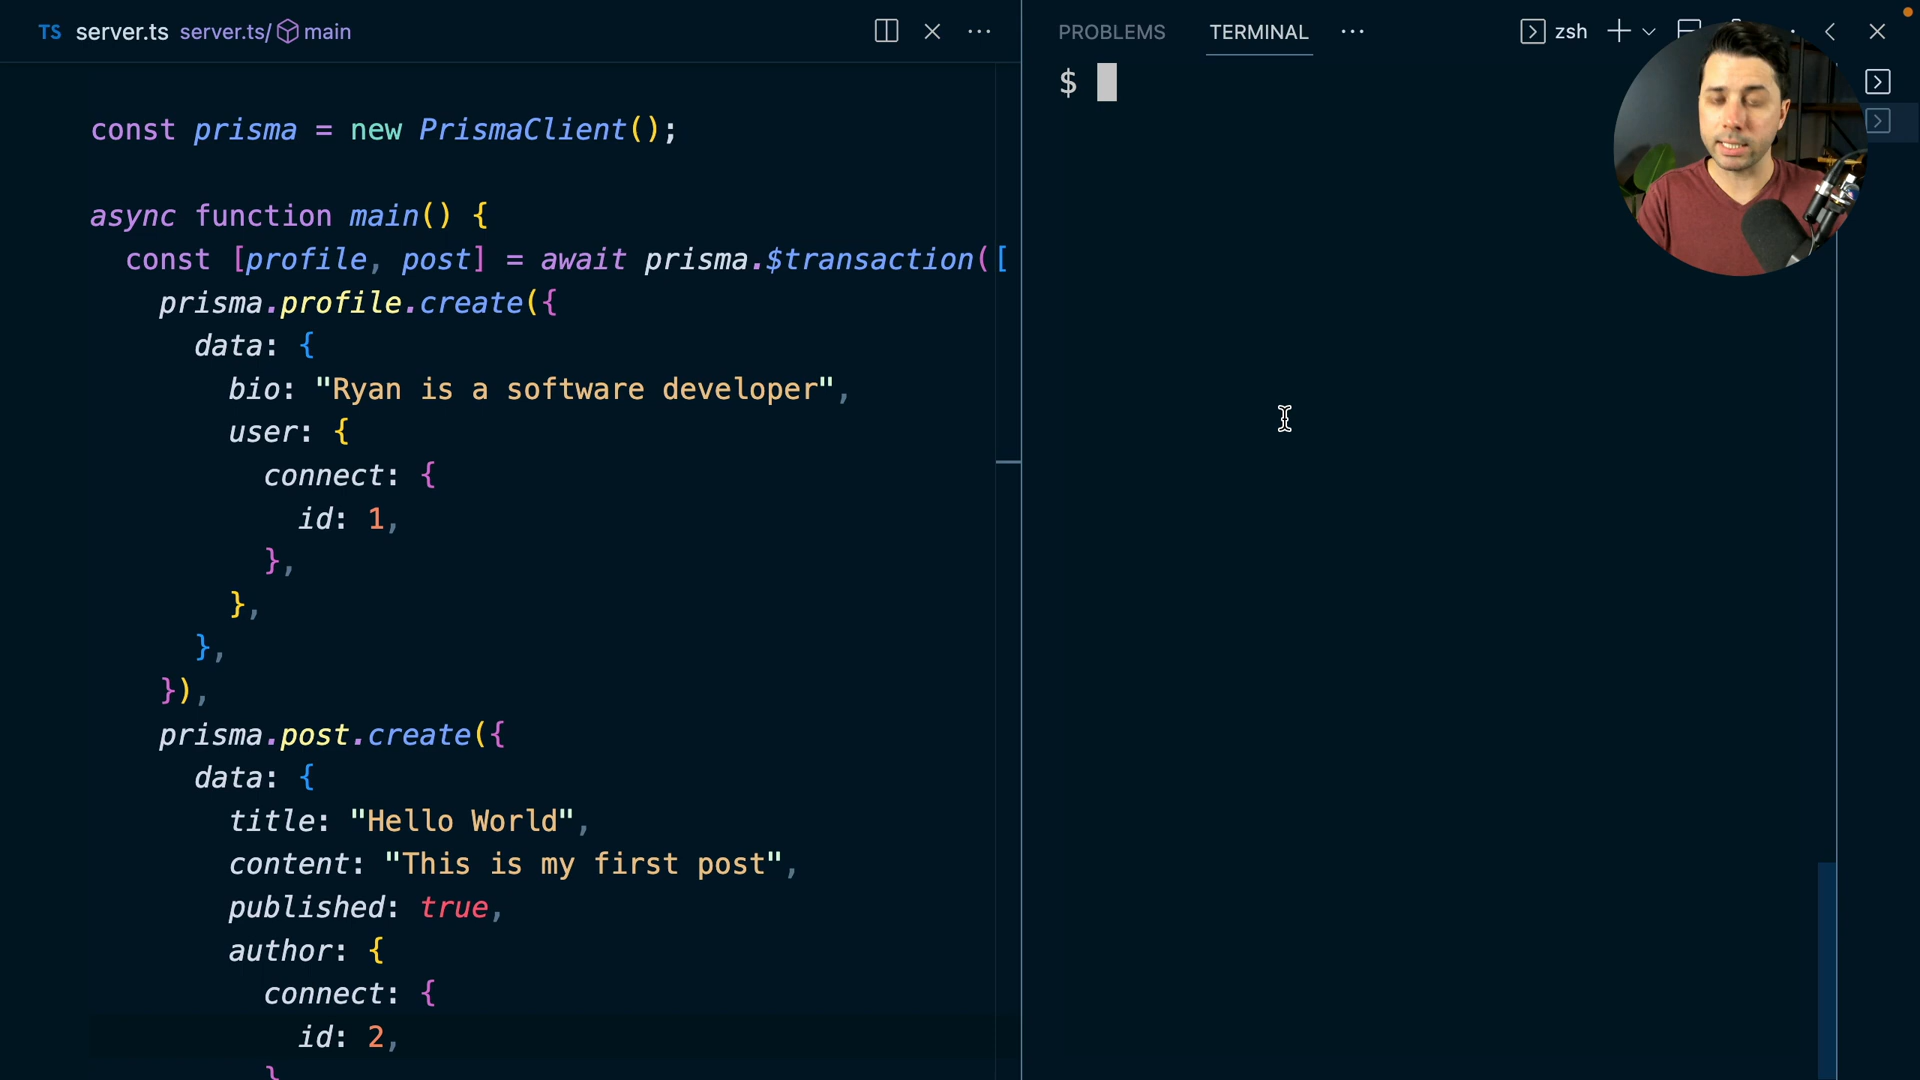 TS server.ts server.ts/ main
PROBLEMS TERMINAL ... zsh
$
const prisma = new PrismaClient();
async function main() {
const [profile, post] = await prisma.$transaction([
prisma.profile.create({
data: {
bio: "Ryan is a software developer",
user: {
connect: {
id: 1,
},
},
},
}),
prisma.post.create({
data: {
title: "Hello World",
content: "This is my first post",
published: true,
author: {
connect: {
id: 2,
}